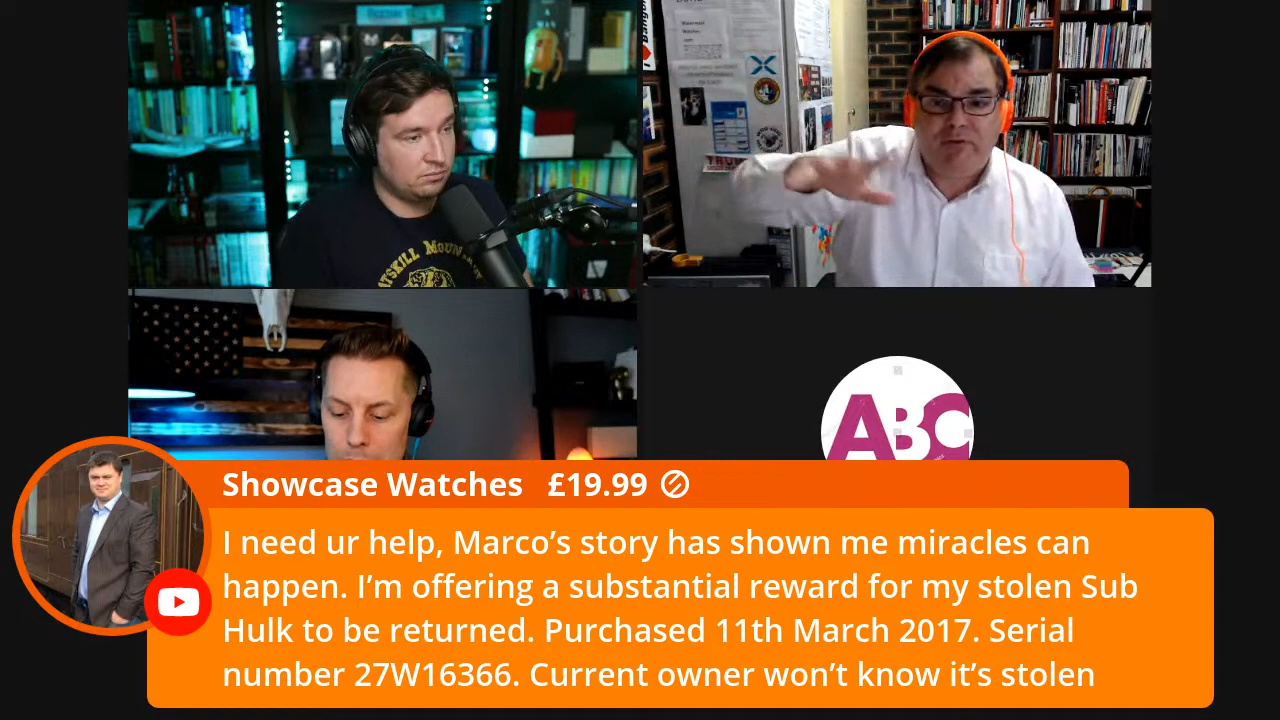 CATSKILL MOUN
ABC
Showcase Watches £19.99
I need ur help, Marco’s story has shown me miracles can
happen. I’m offering a substantial reward for my stolen Sub
Hulk to be returned. Purchased 11th March 2017. Serial
number 27W16366. Current owner won’t know it’s stolen